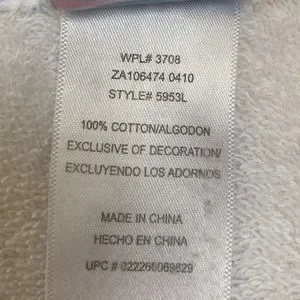 WPL# 3708
ZA106474 0410
STYLE# 5953L
100% COTTON/ALGODON
EXCLUSIVE OF DECORATION/
EXCLUYENDO LOS ADORNOS
MADE IN CHINA
HECHO EN CHINA
UPC # 022266069829